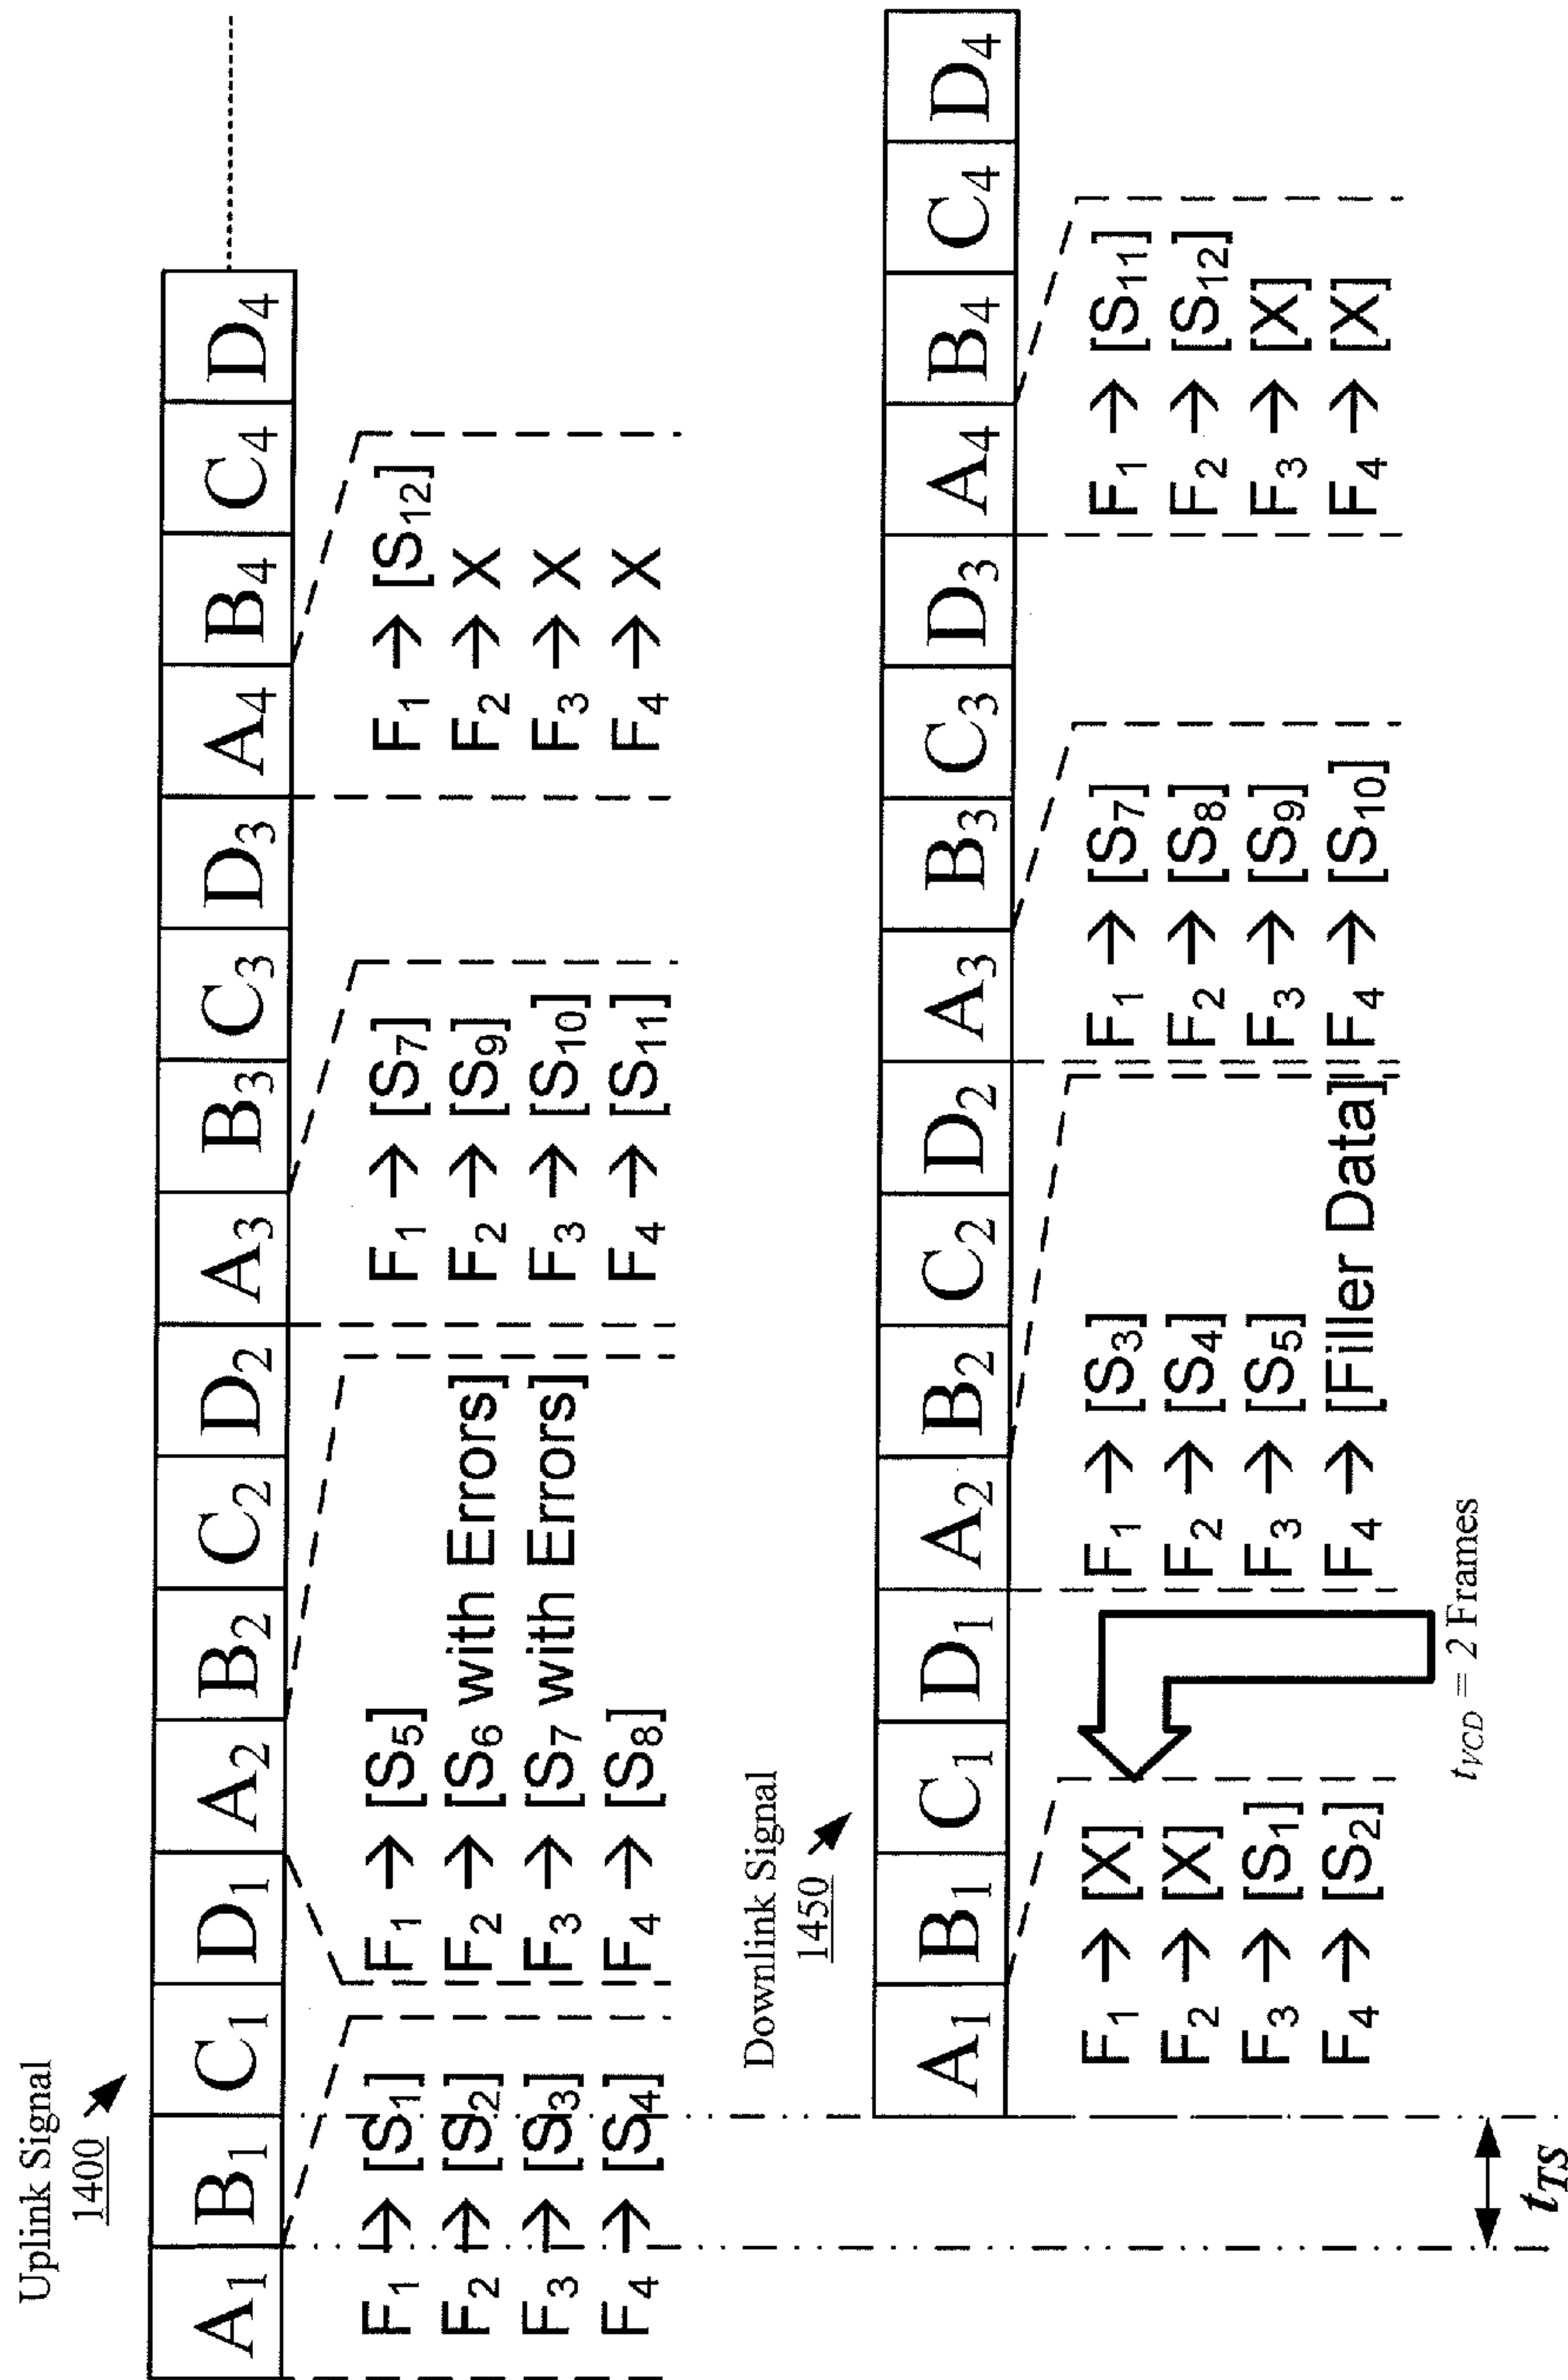 Uplink Signal
1400
A₁ B₁ C₁ D₁ A₂ B₂ C₂ D₂ A₃ B₃ C₃ D₃ A₄ B₄ C₄ D₄
F₁ → [S₁]
F₂ → [S₂]
F₃ → [S₃]
F₄ → [S₄]
F₁ → [S₅]
F₂ → [S₆ with Errors]
F₃ → [S₇ with Errors]
F₄ → [S₈]
F₁ → [S₇]
F₂ → [S₉]
F₃ → [S₁₀]
F₄ → [S₁₁]
F₁ → [S₁₂]
F₂ → X
F₃ → X
F₄ → X
Downlink Signal
1450
A₁ B₁ C₁ D₁ A₂ B₂ C₂ D₂ A₃ B₃ C₃ D₃ A₄ B₄ C₄ D₄
F₁ → [X]
F₂ → [X]
F₃ → [S₁]
F₄ → [S₂]
F₁ → [S₃]
F₂ → [S₄]
F₃ → [S₅]
F₄ → [Filler Data]
F₁ → [S₇]
F₂ → [S₈]
F₃ → [S₉]
F₄ → [S₁₀]
F₁ → [S₁₁]
F₂ → [S₁₂]
F₃ → [X]
F₄ → [X]
t_VCD = 2 Frames
t_TS